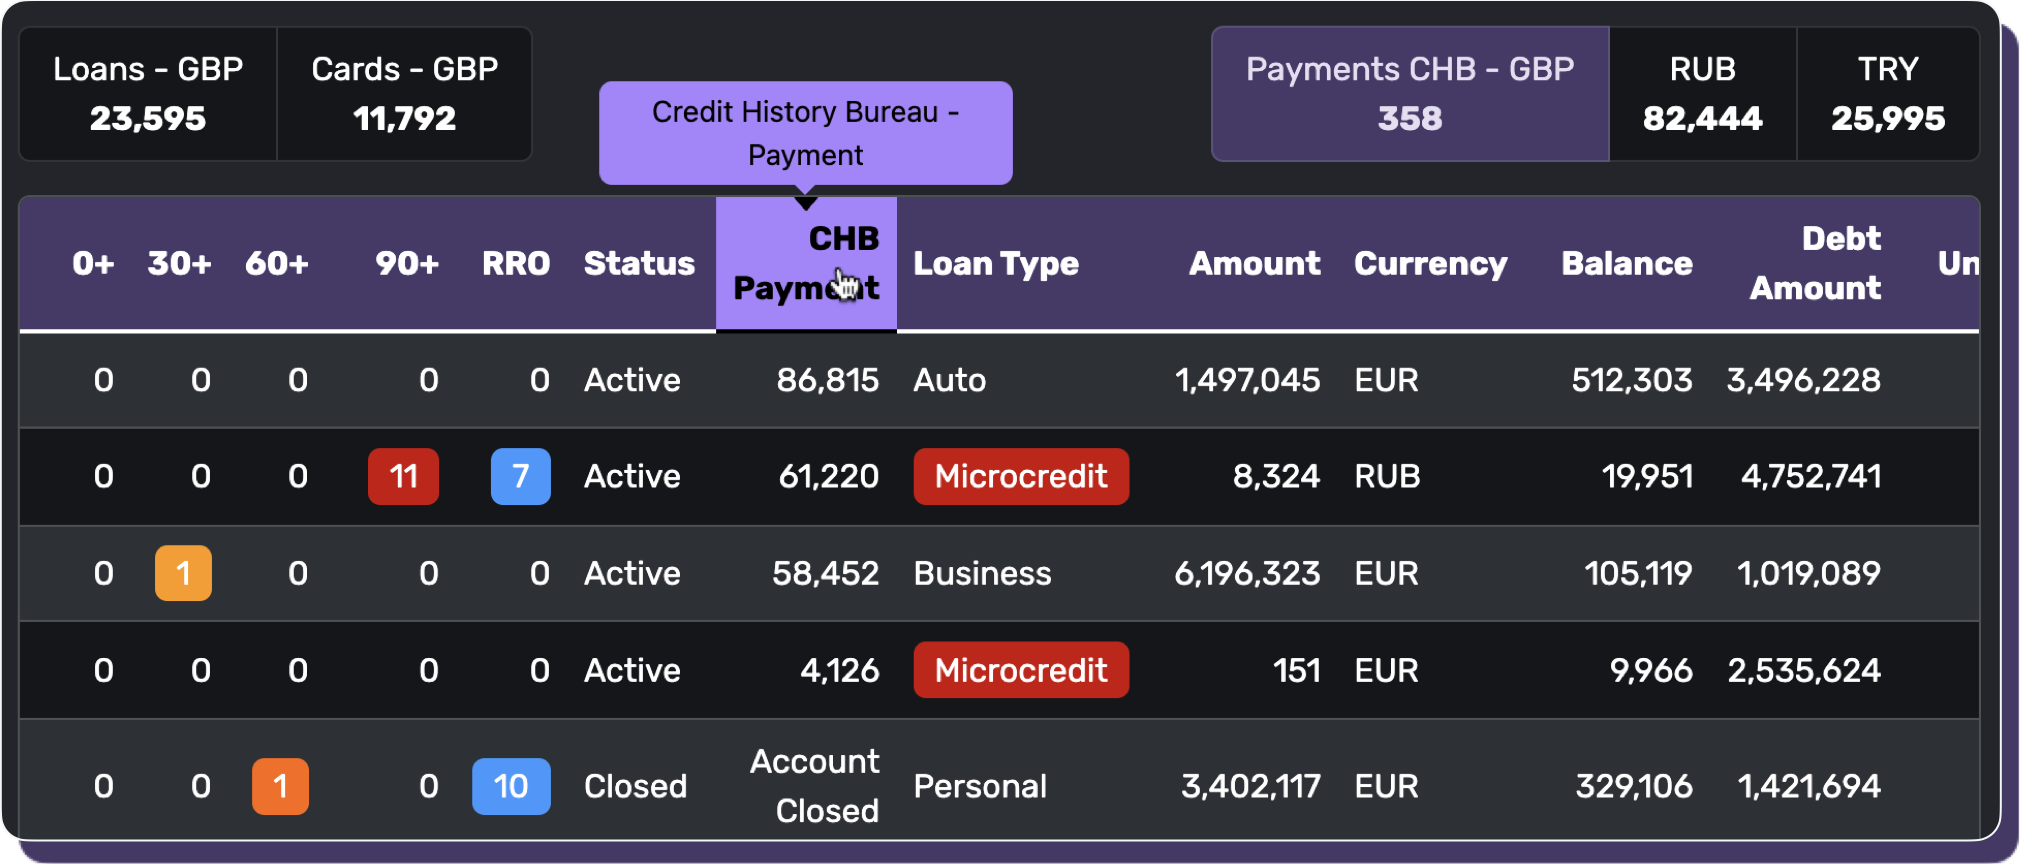 Loans - GBP Cards - GBP Payments CHB - GBP RUB TRY
23,595 11,792 358 82,444 25,995
Credit History Bureau -
Payment
0+ 30+ 60+ 90+ RRO Status CHB Payment Loan Type Amount Currency Balance Debt Amount Un
0 0 0 0 0 Active 86,815 Auto 1,497,045 EUR 512,303 3,496,228
0 0 0 11 7 Active 61,220 Microcredit 8,324 RUB 19,951 4,752,741
0 1 0 0 0 Active 58,452 Business 6,196,323 EUR 105,119 1,019,089
0 0 0 0 0 Active 4,126 Microcredit 151 EUR 9,966 2,535,624
0 0 1 0 10 Closed Account Closed Personal 3,402,117 EUR 329,106 1,421,694